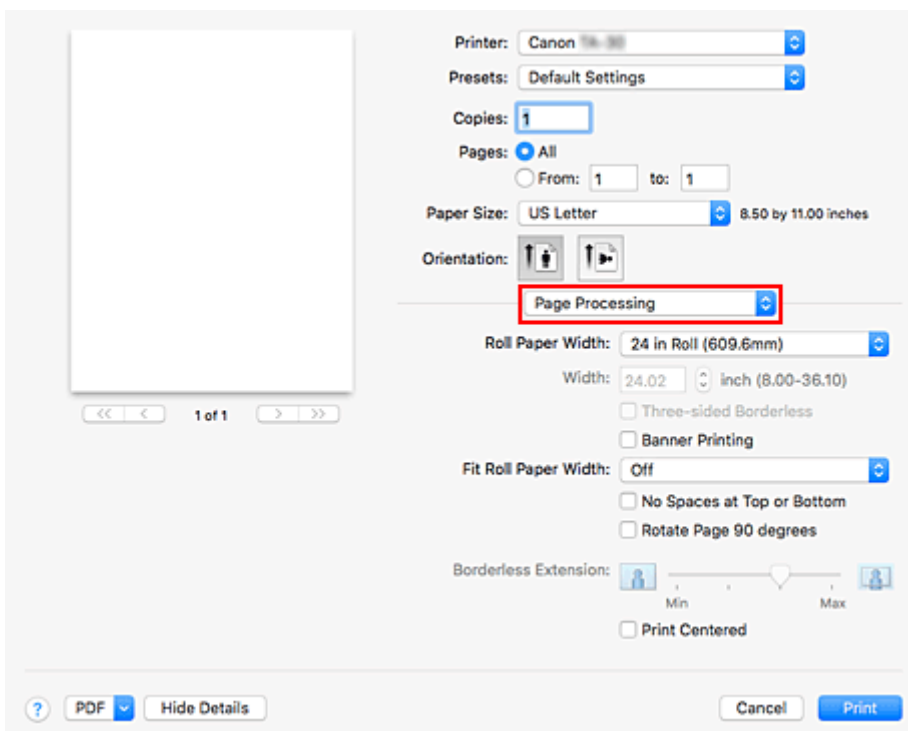 Printer: Canon
Presets: Default Settings
Copies: 1
Pages: All
From: 1 to: 1
Paper Size: US Letter 8.50 by 11.00 inches
Orientation:
Page Processing
Roll Paper Width: 24 in Roll (609.6mm)
Width: 24.02 inch (8.00-36.10)
Three-sided Borderless
<< < 1 of 1 > >>
Banner Printing
Fit Roll Paper Width: Off
No Spaces at Top or Bottom
Rotate Page 90 degrees
Borderless Extension:
Min Max
Print Centered
? PDF Hide Details Cancel Print